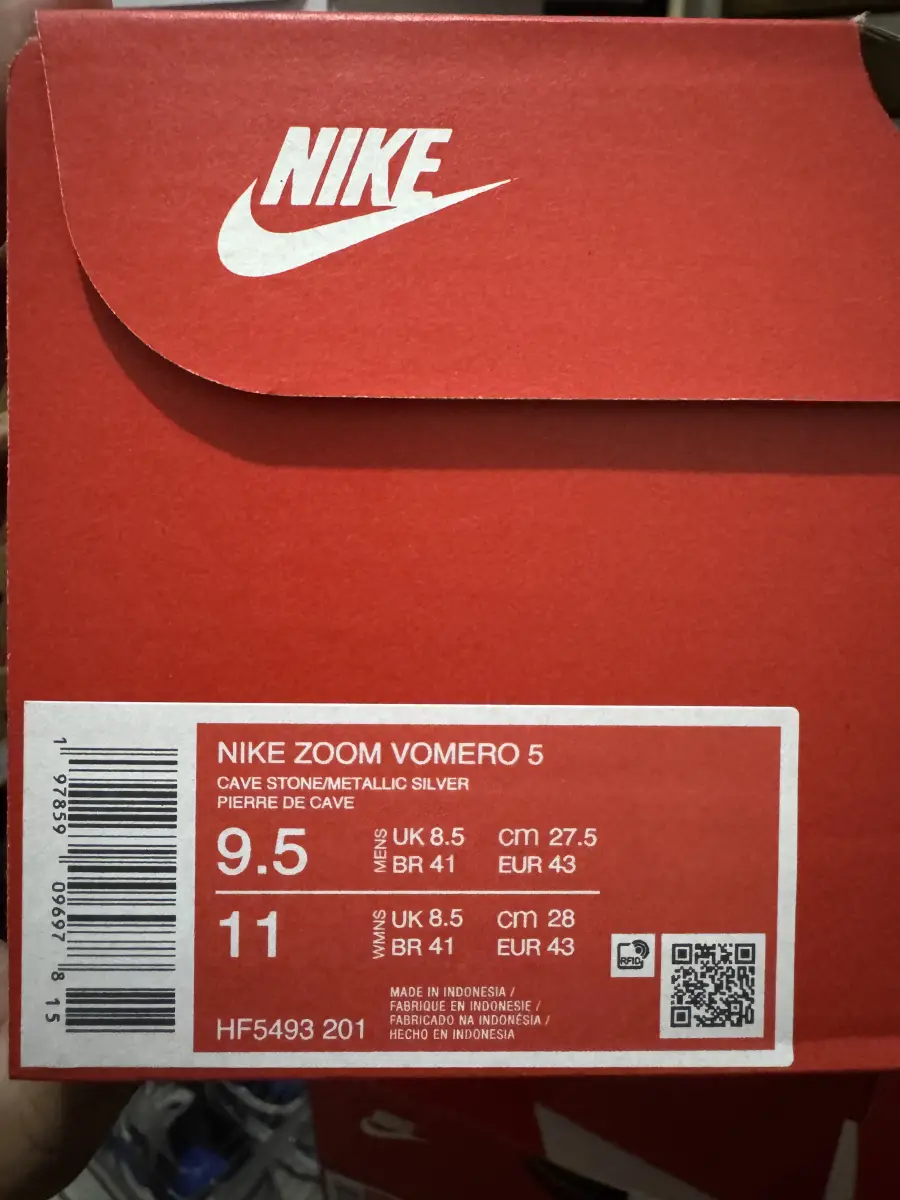 NIKE
NIKE ZOOM VOMERO 5
CAVE STONE/METALLIC SILVER
PIERRE DE CAVE
9.5 MENS UK 8.5 cm 27.5
BR 41 EUR 43
11 WMNS UK 8.5 cm 28
BR 41 EUR 43
RFID
HF5493 201
MADE IN INDONESIA /
FABRIQUE EN INDONESIE /
FABRICADO NA INDONÉSIA /
HECHO EN INDONESIA
1 97859 09697 8 15